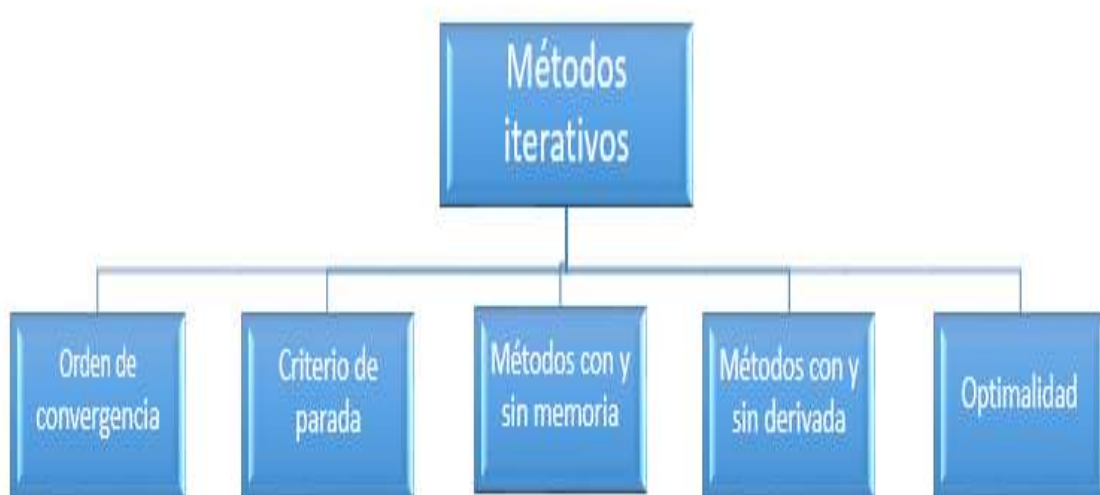 Métodos
iterativos
Orden de
convergencia
Criterio de
parada
Métodos con y
sin memoria
Métodos con y
sin derivada
Optimalidad